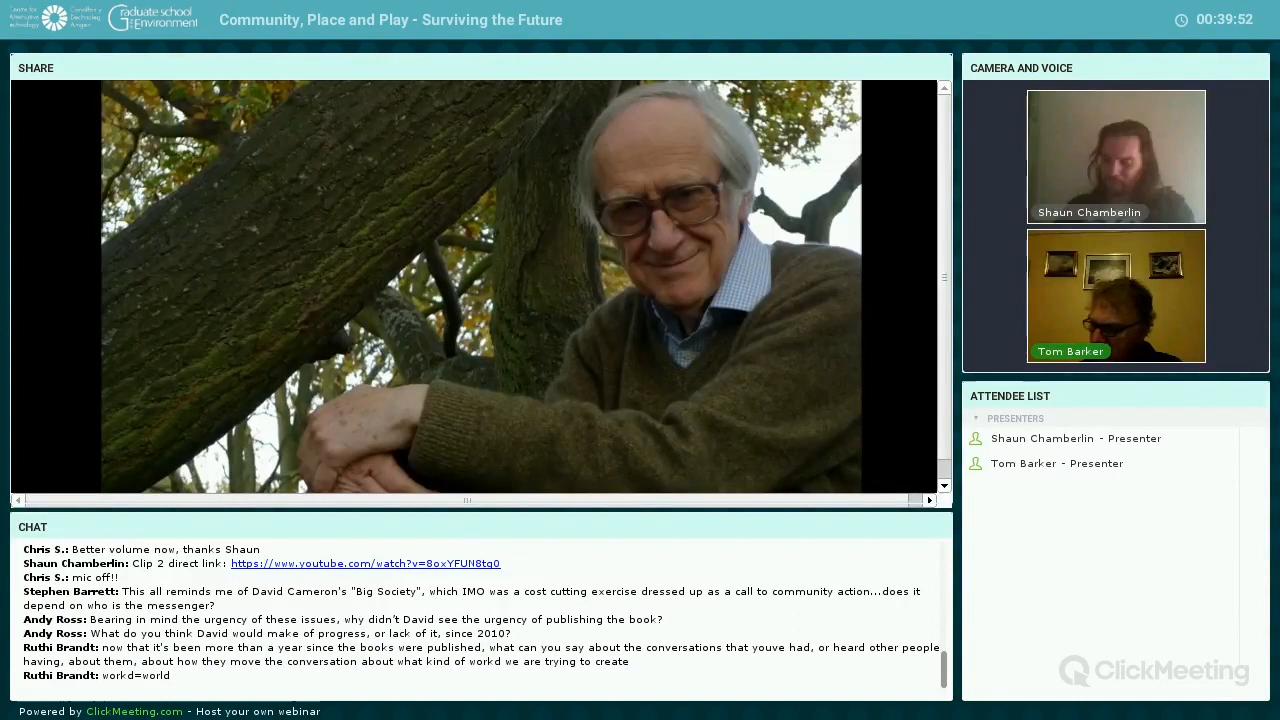 Centre for
Alternative
Technology
Canolfan y
Dechnoleg
Amgen
Graduate school
of the Environment
Community, Place and Play - Surviving the Future
00:39:52
SHARE
CAMERA AND VOICE
Shaun Chamberlin
Tom Barker
ATTENDEE LIST
PRESENTERS
Shaun Chamberlin - Presenter
Tom Barker - Presenter
CHAT
Chris S.: Better volume now, thanks Shaun
Shaun Chamberlin: Clip 2 direct link: https://www.youtube.com/watch?v=8oxYFUN8tq0
Chris S.: mic off!!
Stephen Barrett: This all reminds me of David Cameron's "Big Society", which IMO was a cost cutting exercise dressed up as a call to community action...does it
depend on who is the messenger?
Andy Ross: Bearing in mind the urgency of these issues, why didn't David see the urgency of publishing the book?
Andy Ross: What do you think David would make of progress, or lack of it, since 2010?
Ruthi Brandt: now that it's been more than a year since the books were published, what can you say about the conversations that youve had, or heard other people
having, about them, about how they move the conversation about what kind of workd we are trying to create
Ruthi Brandt: workd=world
ClickMeeting
Powered by ClickMeeting.com - Host your own webinar